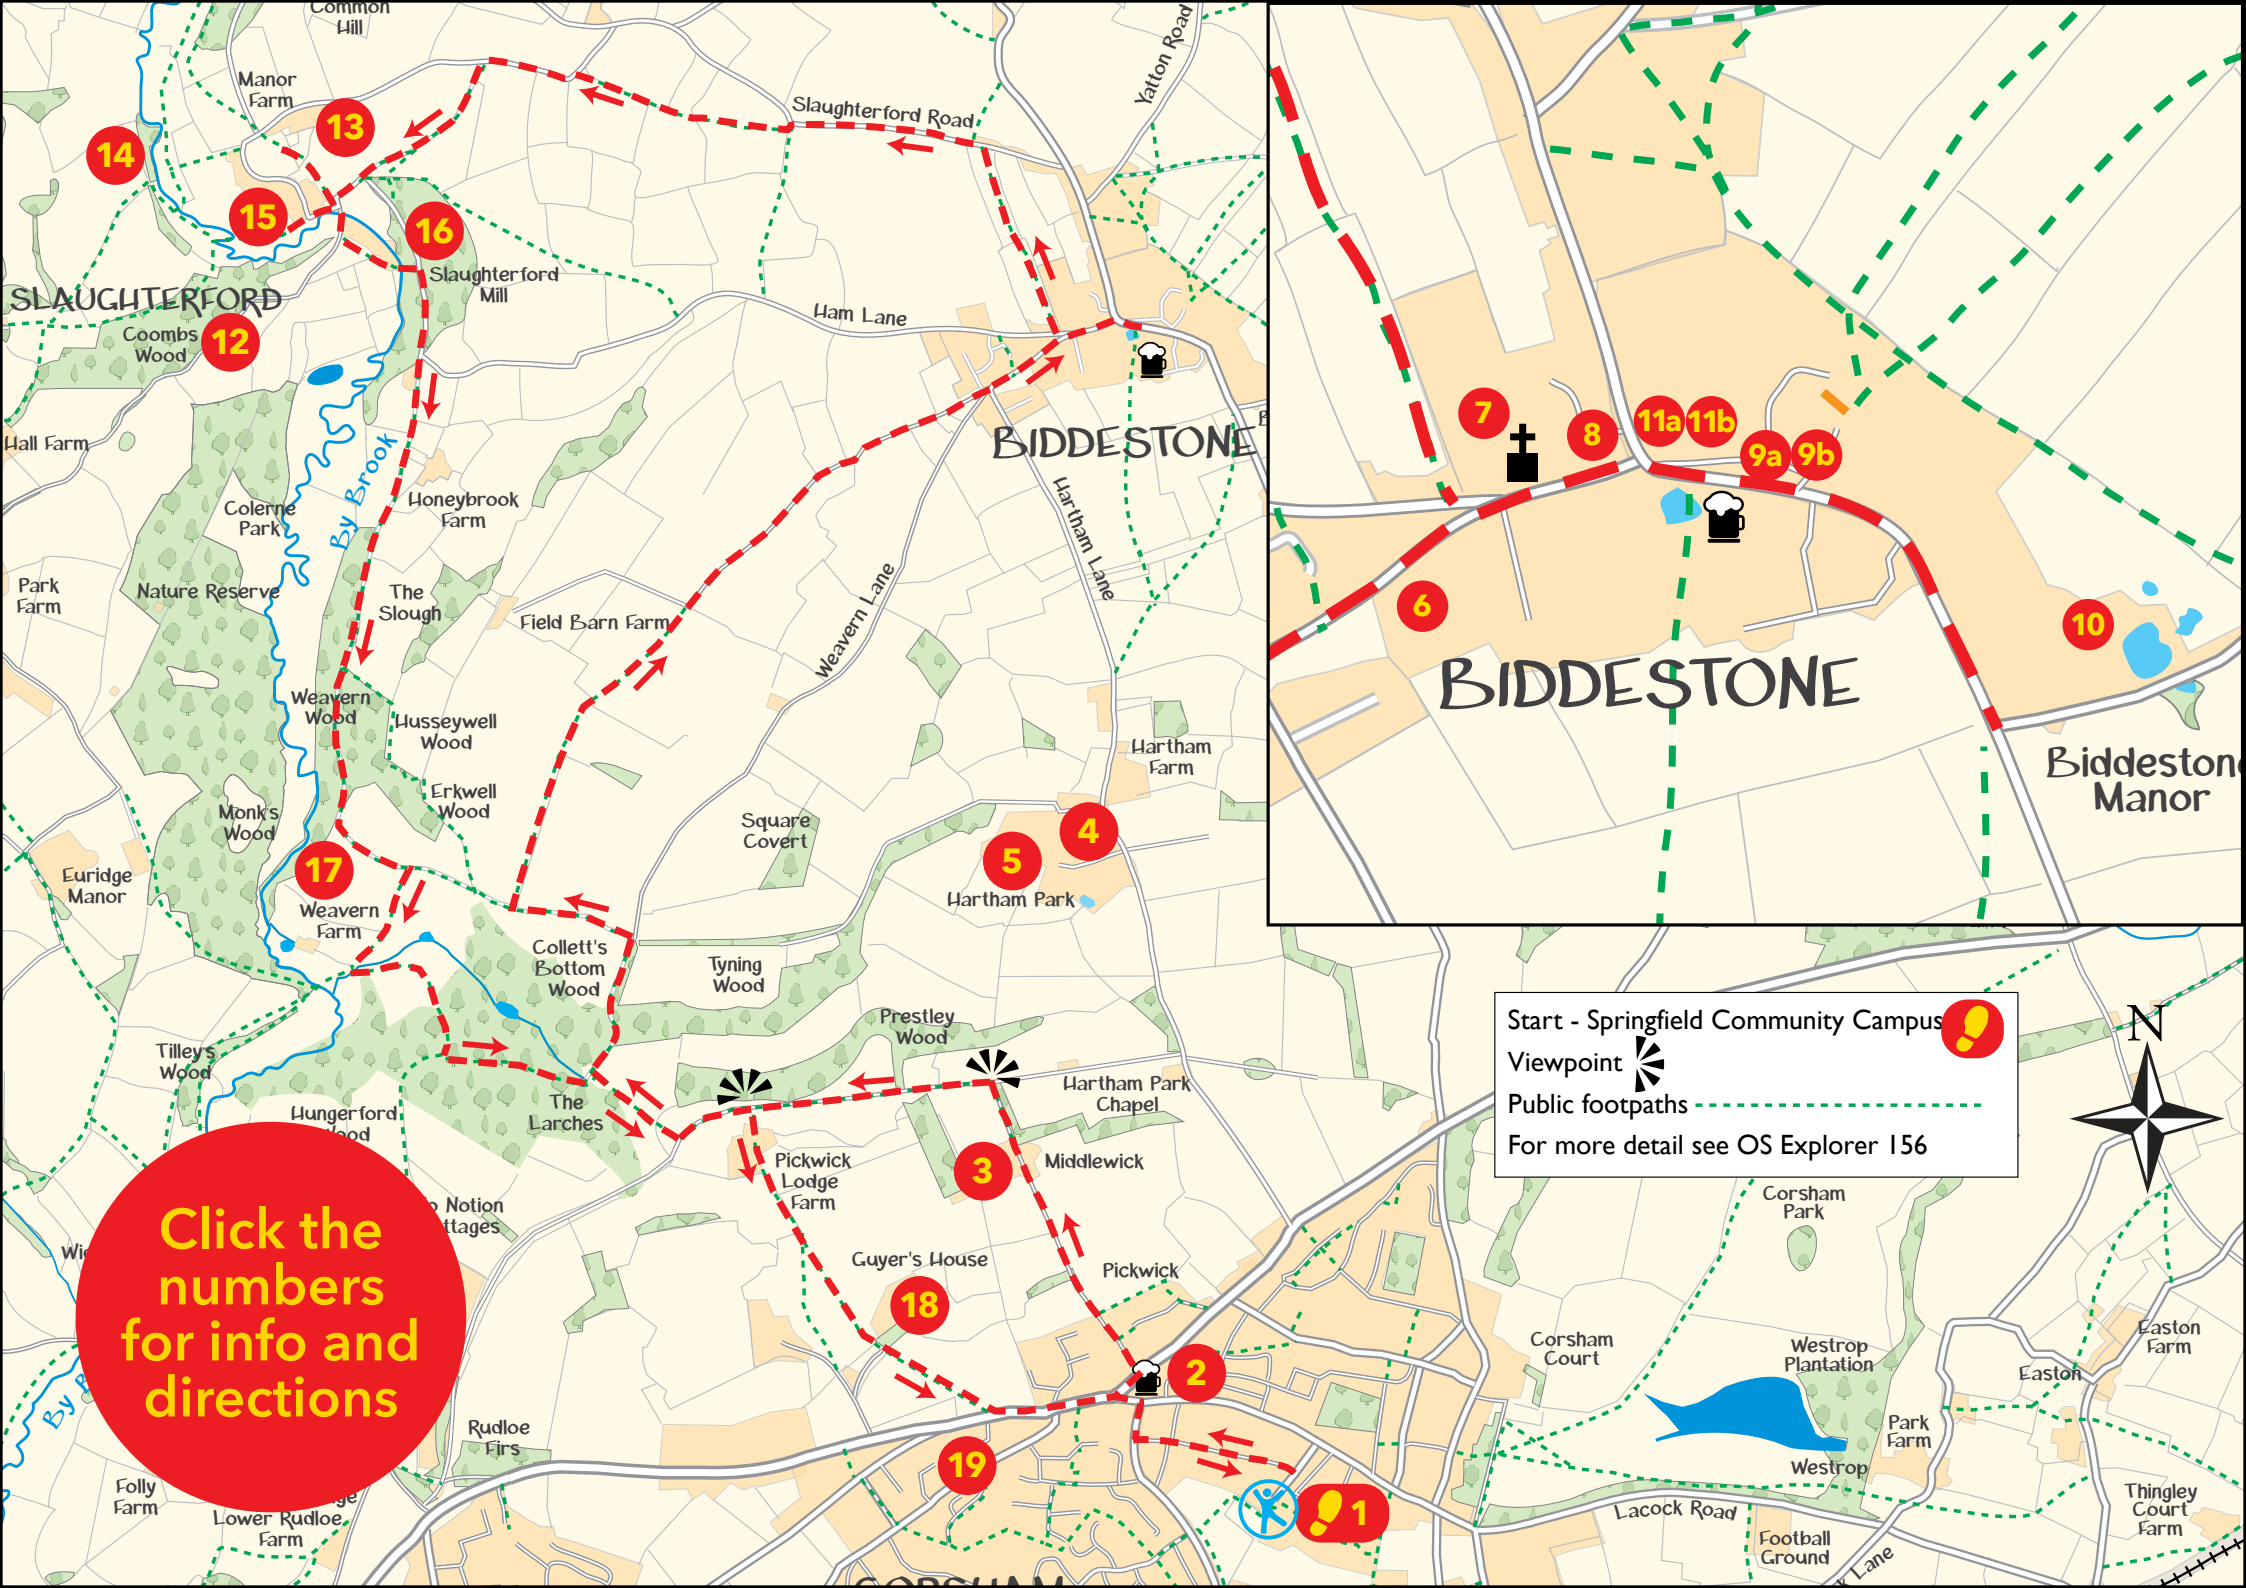 Common
Hill
Manor
Farm
13
14
15
16
Slaughterford Road
Yatton Road
Slaughterford
Mill
SLAUGHTERFORD
Coombs
Wood
12
Ham Lane
Hall Farm
BIDDESTONE
By Brook
Colerne
Park
Honeybrook
Farm
Hartham Lane
Park
Farm
Nature Reserve
The
Slough
Field Barn Farm
Weavern Lane
Weavern
Wood
Husseywell
Wood
Hartham
Farm
Erkwell
Wood
Monk's
Wood
Square
Covert
4
5
Hartham Park
17
Euridge
Manor
Weavern
Farm
Collett's
Bottom
Wood
Tyning
Wood
Prestley
Wood
Tilley's
Wood
Hungerford
Wood
The
Larches
Hartham Park
Chapel
Pickwick
Lodge
Farm
3
Middlewick
Notion
ttages
Guyer's House
18
Pickwick
2
Click the
numbers
for info and
directions
By B
Rudloe
Firs
19
1
Folly
Farm
Lower Rudloe
Farm
CORSHAM
7
8
11a
11b
9a
9b
6
10
BIDDESTONE
Biddeston
Manor
Start - Springfield Community Campus
Viewpoint
Public footpaths
For more detail see OS Explorer 156
N
Corsham
Park
Corsham
Court
Westrop
Plantation
Easton
Farm
Easton
Park
Farm
Westrop
Lacock Road
Football
Ground
Thingley
Court
Farm
k Lane